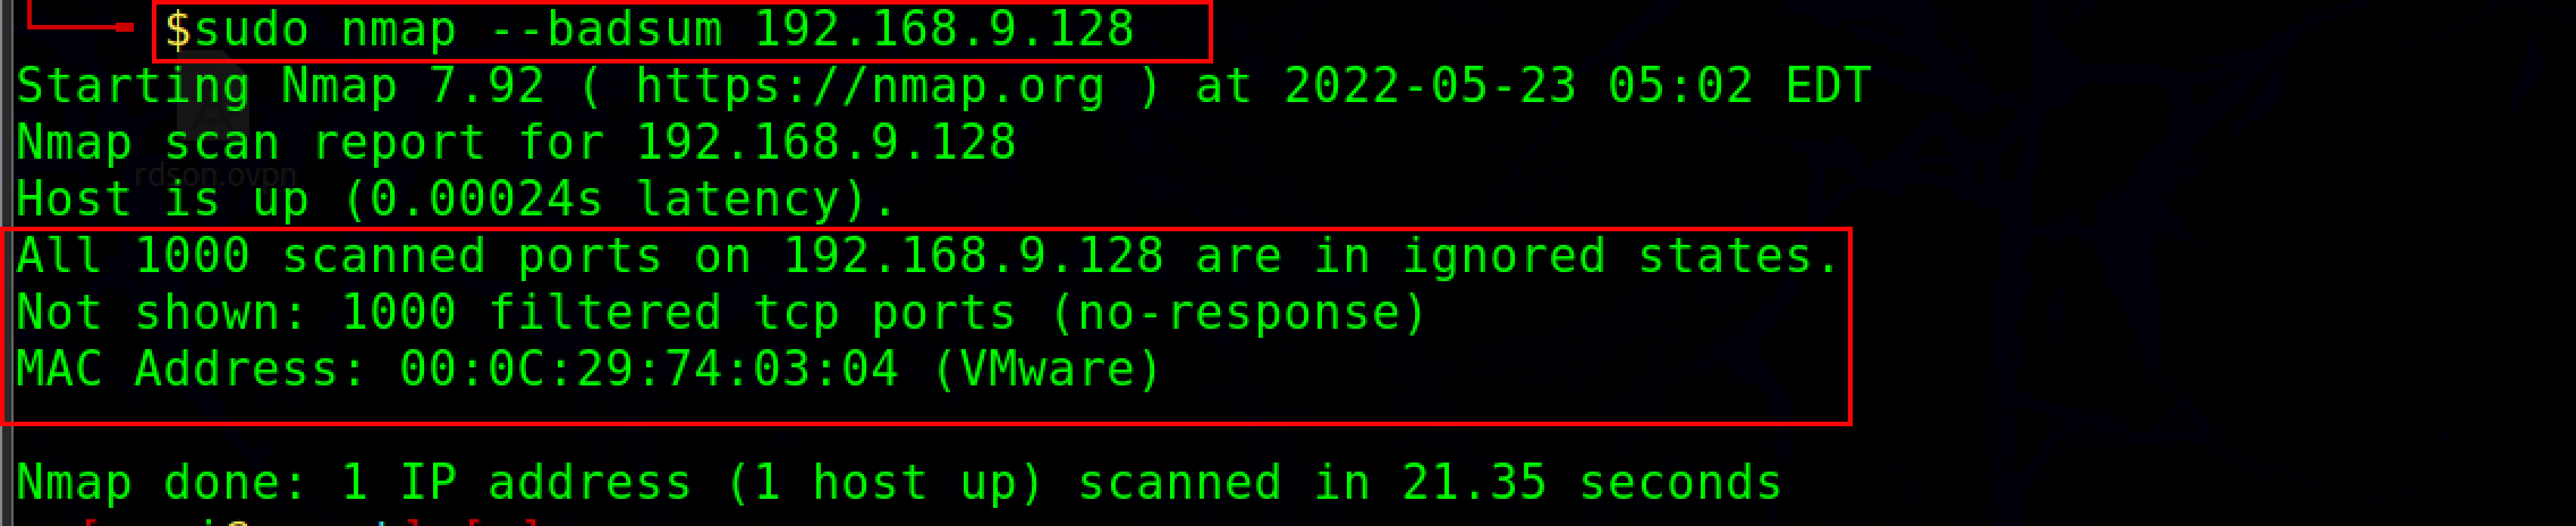 $sudo nmap --badsum 192.168.9.128
Starting Nmap 7.92 ( https://nmap.org ) at 2022-05-23 05:02 EDT
Nmap scan report for 192.168.9.128
rdson.ovpn
Host is up (0.00024s latency).
All 1000 scanned ports on 192.168.9.128 are in ignored states.
Not shown: 1000 filtered tcp ports (no-response)
MAC Address: 00:0C:29:74:03:04 (VMware)
Nmap done: 1 IP address (1 host up) scanned in 21.35 seconds